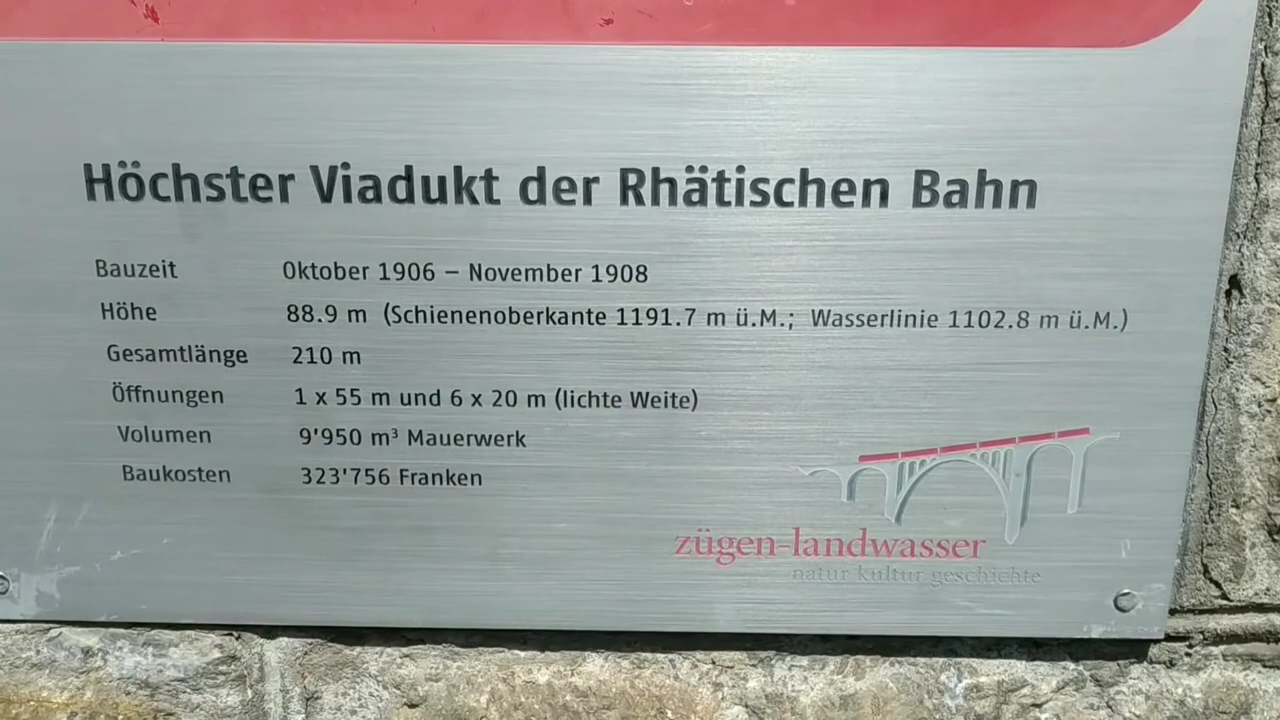 Höchster Viadukt der Rhätischen Bahn
Bauzeit Oktober 1906 – November 1908
Höhe 88.9 m (Schienenoberkante 1191.7 m ü.M.; Wasserlinie 1102.8 m ü.M.)
Gesamtlänge 210 m
Öffnungen 1 x 55 m und 6 x 20 m (lichte Weite)
Volumen 9'950 m³ Mauerwerk
Baukosten 323'756 Franken
zügen-landwasser
natur kultur geschichte